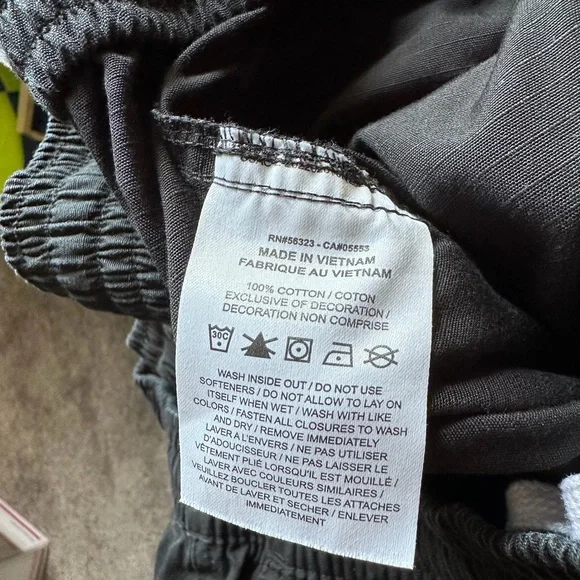 RN#56323 - CA#05553
MADE IN VIETNAM
FABRIQUE AU VIETNAM
100% COTTON / COTON
EXCLUSIVE OF DECORATION /
DECORATION NON COMPRISE
30C
WASH INSIDE OUT / DO NOT USE
SOFTENERS / DO NOT ALLOW TO LAY ON
ITSELF WHEN WET / WASH WITH LIKE
COLORS / FASTEN ALL CLOSURES TO WASH
AND DRY / REMOVE IMMEDIATELY
LAVER A L'ENVERS / NE PAS UTILISER
D'ADOUCISSEUR / NE PAS LAISSER LE
VÊTEMENT PLIÉ LORSQU'IL EST MOUILLÉ /
LAVER AVEC COULEURS SIMILAIRES /
VEUILLEZ BOUCLER TOUTES LES ATTACHES
AVANT DE LAVER ET SECHER / ENLEVER
IMMEDIATEMENT